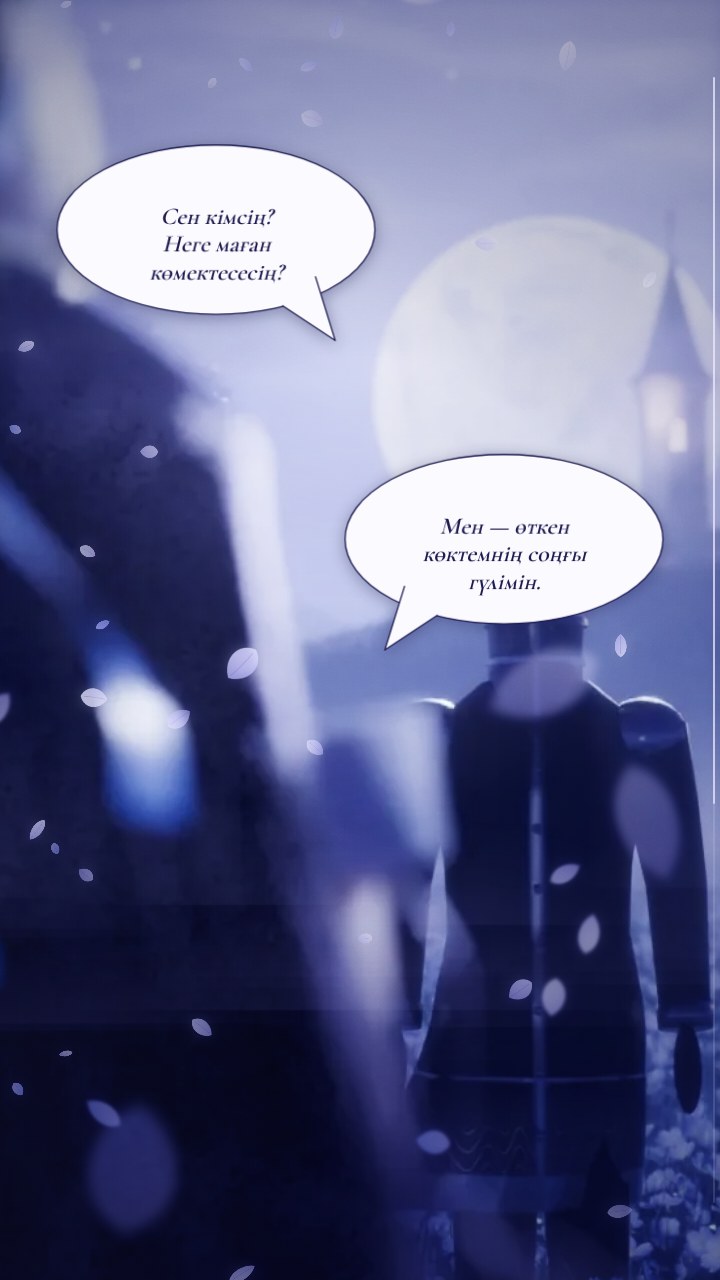 Сен кімсің?
Неге маған
көмектесесің?
Мен — өткен
көктемнің соңғы
гүлімін.